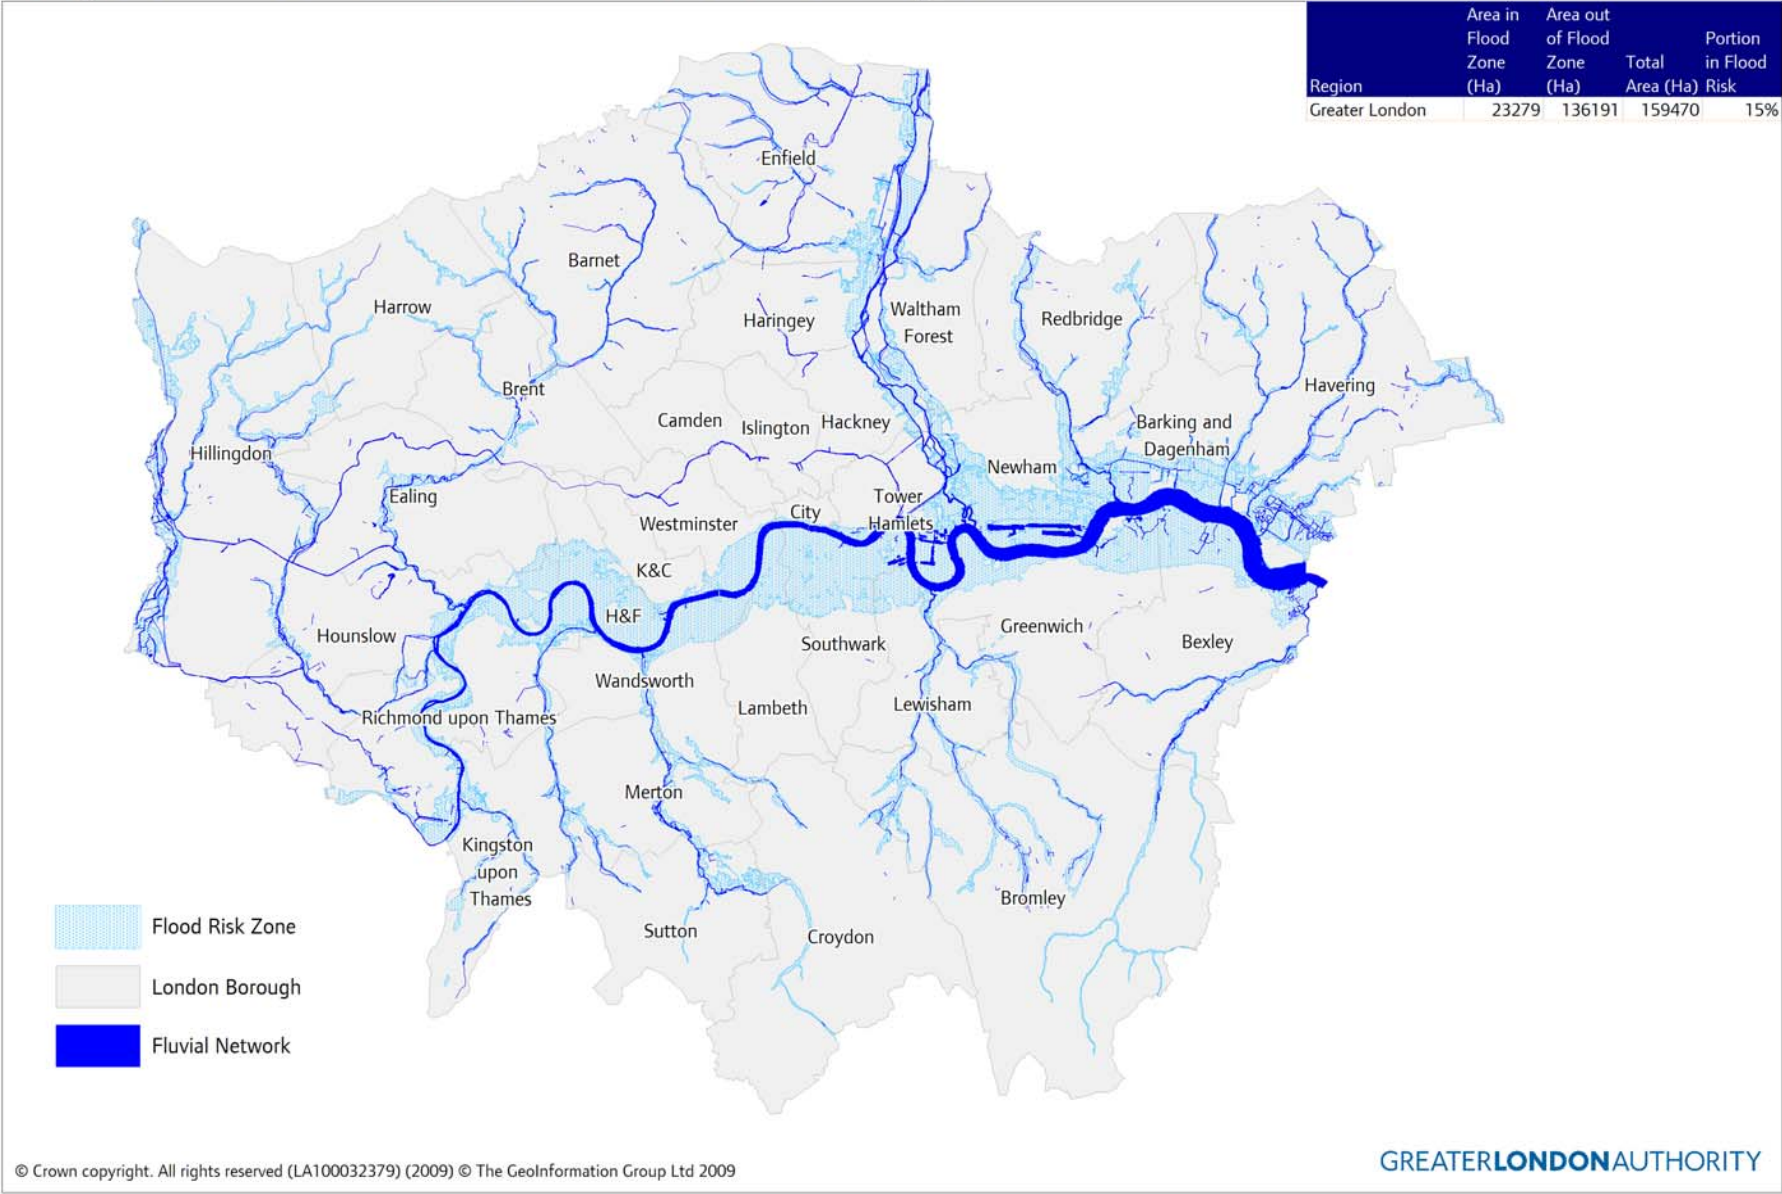 Area in Area out
Flood of Flood Portion
Zone Zone Total in Flood
Region (Ha) (Ha) Area (Ha) Risk
Greater London 23279 136191 159470 15%
Enfield
Barnet
Harrow
Haringey
Waltham
Forest
Redbridge
Havering
Brent
Camden
Islington
Hackney
Barking and
Dagenham
Hillingdon
Newham
Ealing
Tower
Hamlets
City
Westminster
K&C
H&F
Hounslow
Greenwich
Bexley
Southwark
Wandsworth
Lambeth
Lewisham
Richmond upon Thames
Merton
Kingston
upon
Thames
Bromley
Sutton
Croydon
Flood Risk Zone
London Borough
Fluvial Network
© Crown copyright. All rights reserved (LA100032379) (2009) © The GeoInformation Group Ltd 2009
GREATERLONDONAUTHORITY